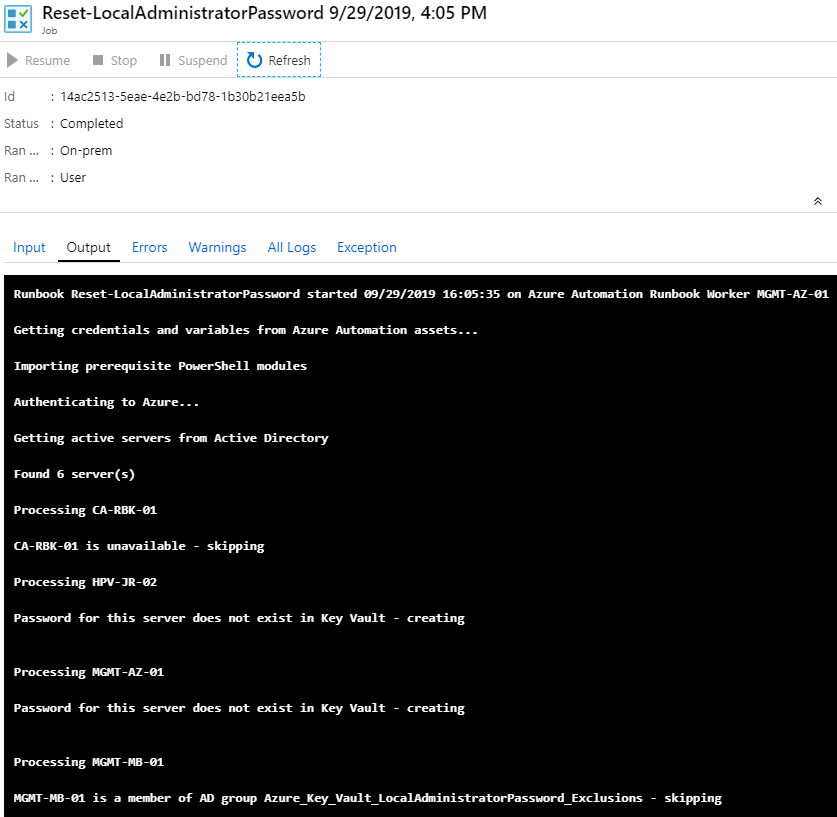 Reset-LocalAdministratorPassword 9/29/2019, 4:05 PM
Job
Resume Stop Suspend Refresh
Id : 14ac2513-5eae-4e2b-bd78-1b30b21eea5b
Status : Completed
Ran ... : On-prem
Ran ... : User
Input Output Errors Warnings All Logs Exception
Runbook Reset-LocalAdministratorPassword started 09/29/2019 16:05:35 on Azure Automation Runbook Worker MGMT-AZ-01
Getting credentials and variables from Azure Automation assets...
Importing prerequisite PowerShell modules
Authenticating to Azure...
Getting active servers from Active Directory
Found 6 server(s)
Processing CA-RBK-01
CA-RBK-01 is unavailable - skipping
Processing HPV-JR-02
Password for this server does not exist in Key Vault - creating
Processing MGMT-AZ-01
Password for this server does not exist in Key Vault - creating
Processing MGMT-MB-01
MGMT-MB-01 is a member of AD group Azure_Key_Vault_LocalAdministratorPassword_Exclusions - skipping